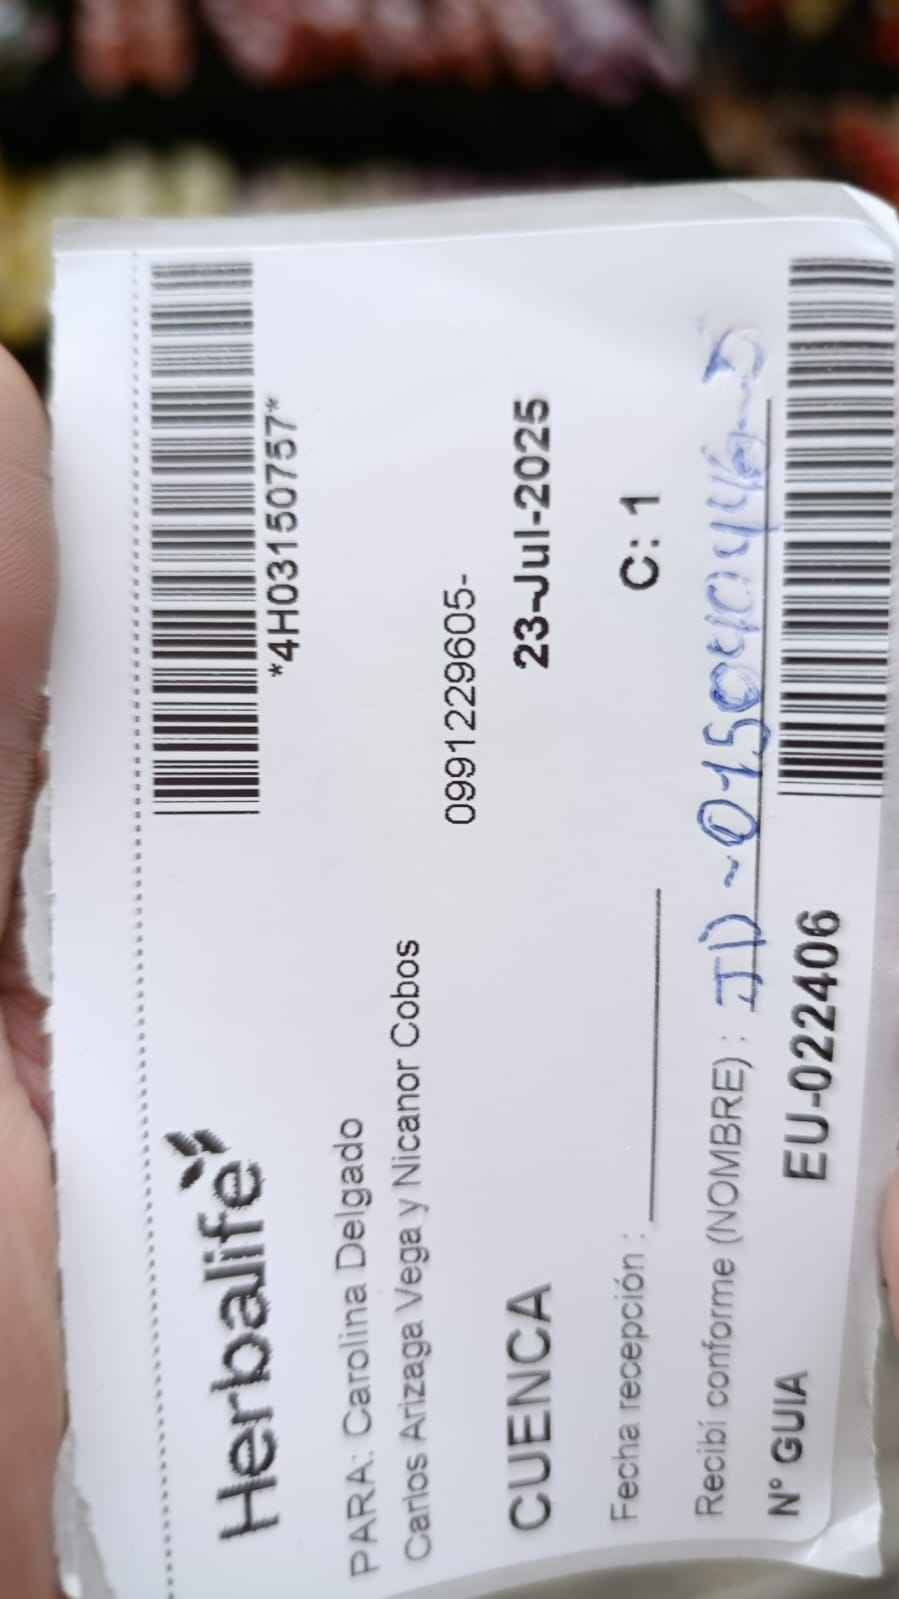 *4H03150757*
Herbalife
PARA: Carolina Delgado
Carlos Arizaga Vega y Nicanor Cobos
0991229605-
CUENCA 23-Jul-2025
Fecha recepción : C: 1
Recibí conforme (NOMBRE) : JD ~
N° GUIA EU-022406